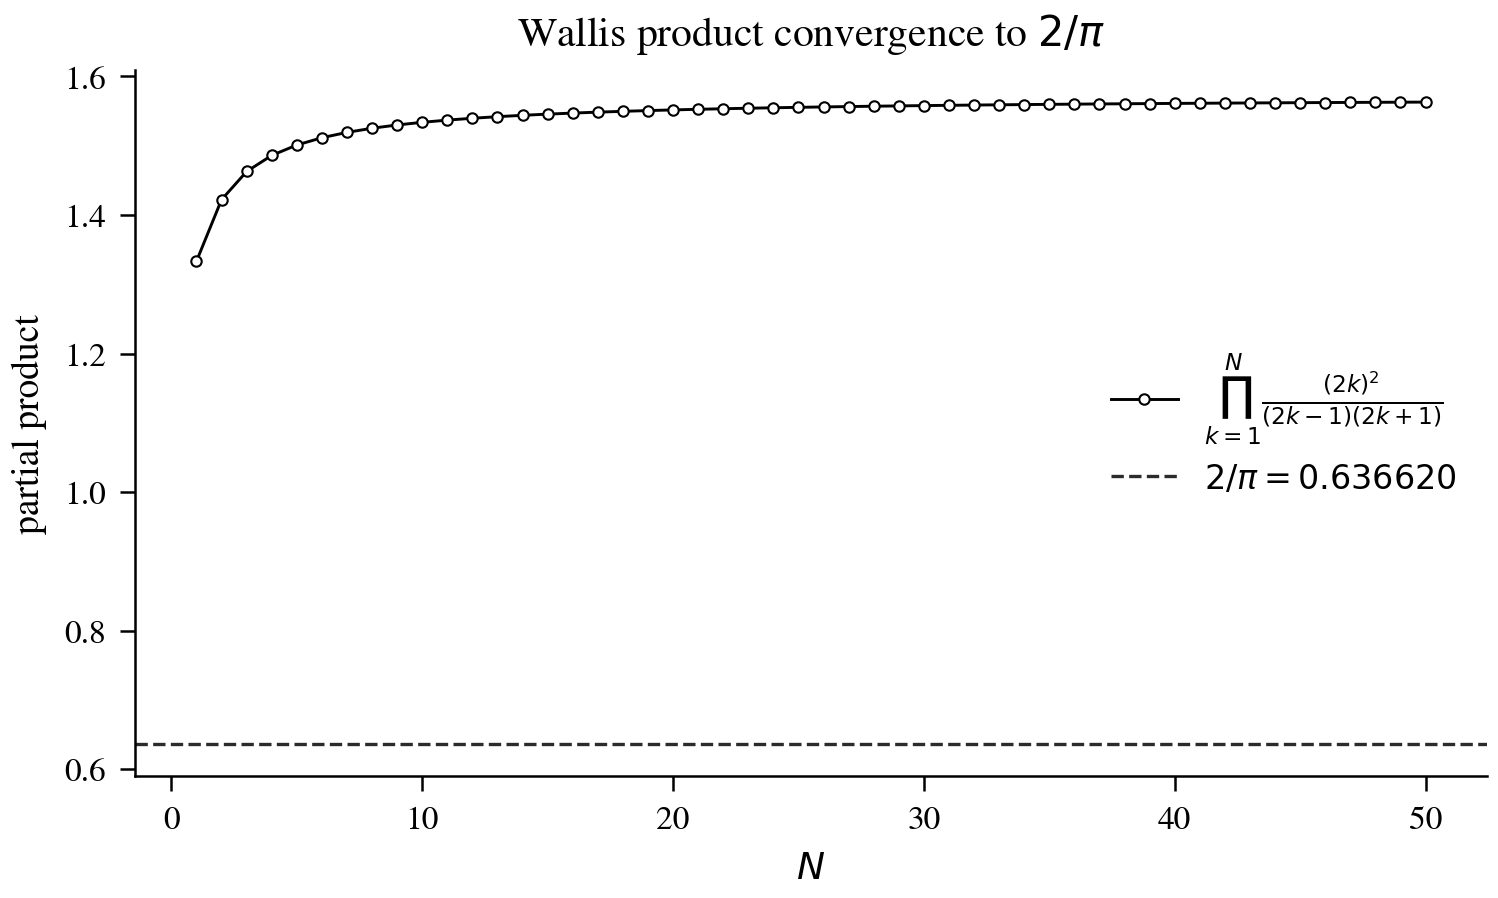 Wallis product convergence to 2/π
1.6
1.4
1.2
1.0
0.8
0.6
partial product
∏_{k=1}^{N} (2k)²/((2k−1)(2k+1))
2/π = 0.636620
0 10 20 30 40 50
N